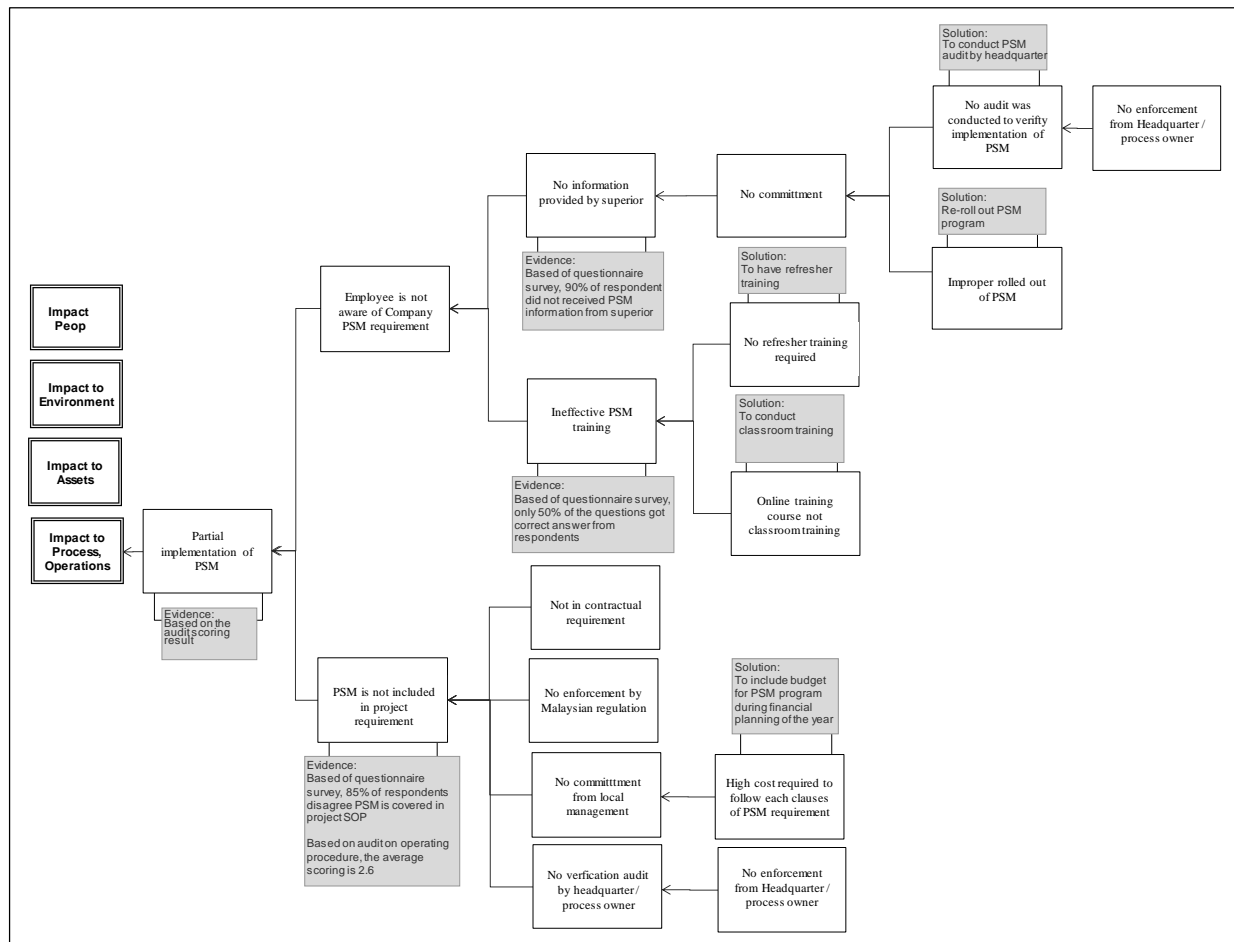 Impact
Peop
Impact to
Environment
Impact to
Assets
Impact to
Process,
Operations
Partial
implementation of
PSM
Evidence:
Based on the
audit scoring
result
Employee is not
aware of Company
PSM requirement
PSM is not included
in project
requirement
Evidence:
Based of questionnaire
survey, 85% of respondents
disagree PSM is covered in
project SOP
Based on audit on operating
procedure, the average
scoring is 2.6
No information
provided by superior
Evidence:
Based of questionnaire
survey, 90% of respondent
did not received PSM
information from superior
Ineffective PSM
training
Evidence:
Based of questionnaire survey,
only 50% of the questions got
correct answer from
respondents
Not in contractual
requirement
No enforcement by
Malaysian regulation
No committtment
from local
management
No verfication audit
by headquarter /
process owner
No committment
Solution:
To have refresher
training
No refresher training
required
Solution:
To conduct
classroom training
Online training
course not
classroom training
Solution:
To include budget
for PSM program
during financial
planning of the year
High cost required to
follow each clauses
of PSM requirement
No enforcement
from Headquarter /
process owner
Solution:
To conduct PSM
audit by headquarter
No audit was
conducted to verifty
implementation of
PSM
Solution:
Re-roll out PSM
program
Improper rolled out
of PSM
No enforcement
from Headquarter /
process owner